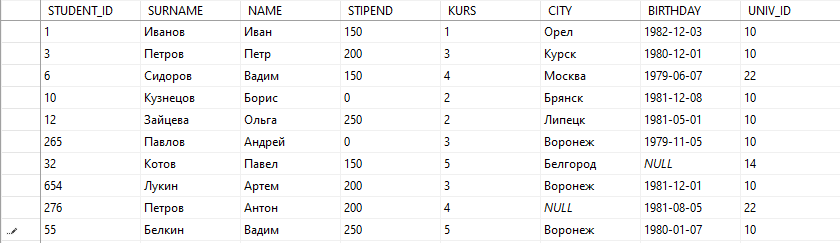 STUDENT_ID SURNAME NAME STIPEND KURS CITY BIRTHDAY UNIV_ID
1 Иванов Иван 150 1 Орел 1982-12-03 10
3 Петров Петр 200 3 Курск 1980-12-01 10
6 Сидоров Вадим 150 4 Москва 1979-06-07 22
10 Кузнецов Борис 0 2 Брянск 1981-12-08 10
12 Зайцева Ольга 250 2 Липецк 1981-05-01 10
265 Павлов Андрей 0 3 Воронеж 1979-11-05 10
32 Котов Павел 150 5 Белгород NULL 14
654 Лукин Артем 200 3 Воронеж 1981-12-01 10
276 Петров Антон 200 4 NULL 1981-08-05 22
55 Белкин Вадим 250 5 Воронеж 1980-01-07 10